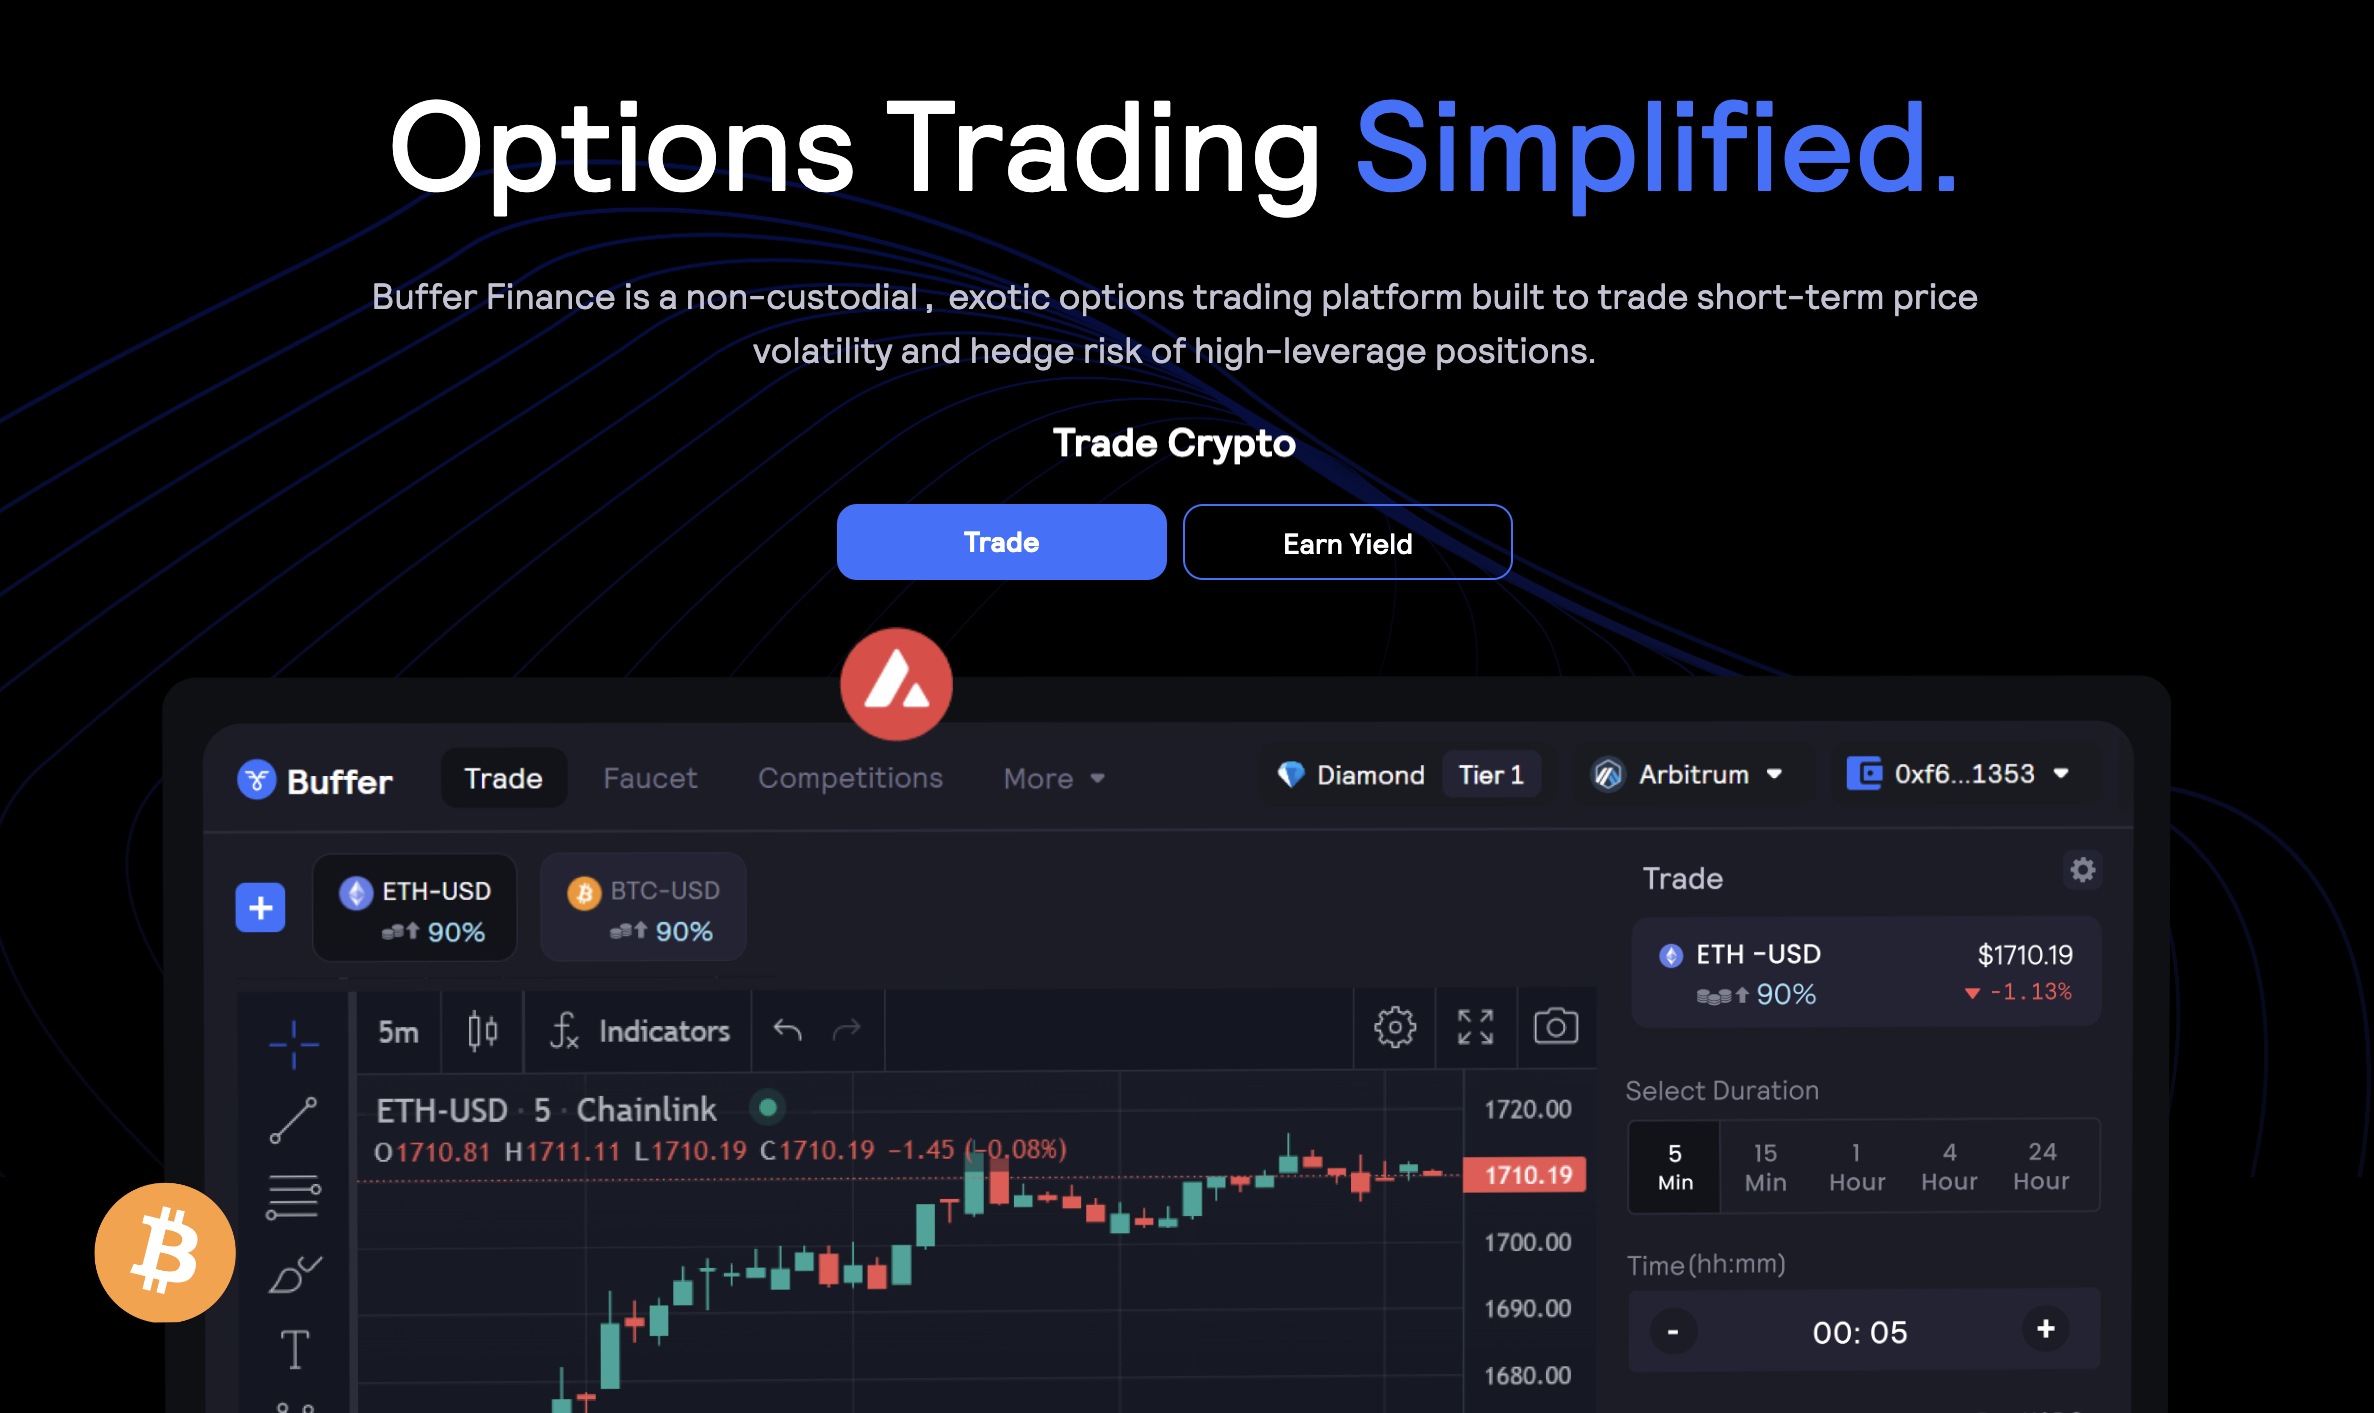 Options Trading Simplified.
Buffer Finance is a non-custodial, exotic options trading platform built to trade short-term price
volatility and hedge risk of high-leverage positions.
Trade Crypto
Trade
Earn Yield
Buffer Trade Faucet Competitions More Diamond Tier 1 Arbitrum 0xf6...1353
ETH-USD
90%
BTC-USD
90%
Trade
ETH -USD $1710.19
90% -1.13%
5m Indicators
ETH-USD · 5 · Chainlink
O1710.81 H1711.11 L1710.19 C1710.19 −1.45 (−0.08%)
1720.00
1710.19
1700.00
1690.00
1680.00
Select Duration
5 Min
15 Min
1 Hour
4 Hour
24 Hour
Time(hh:mm)
- 00: 05 +